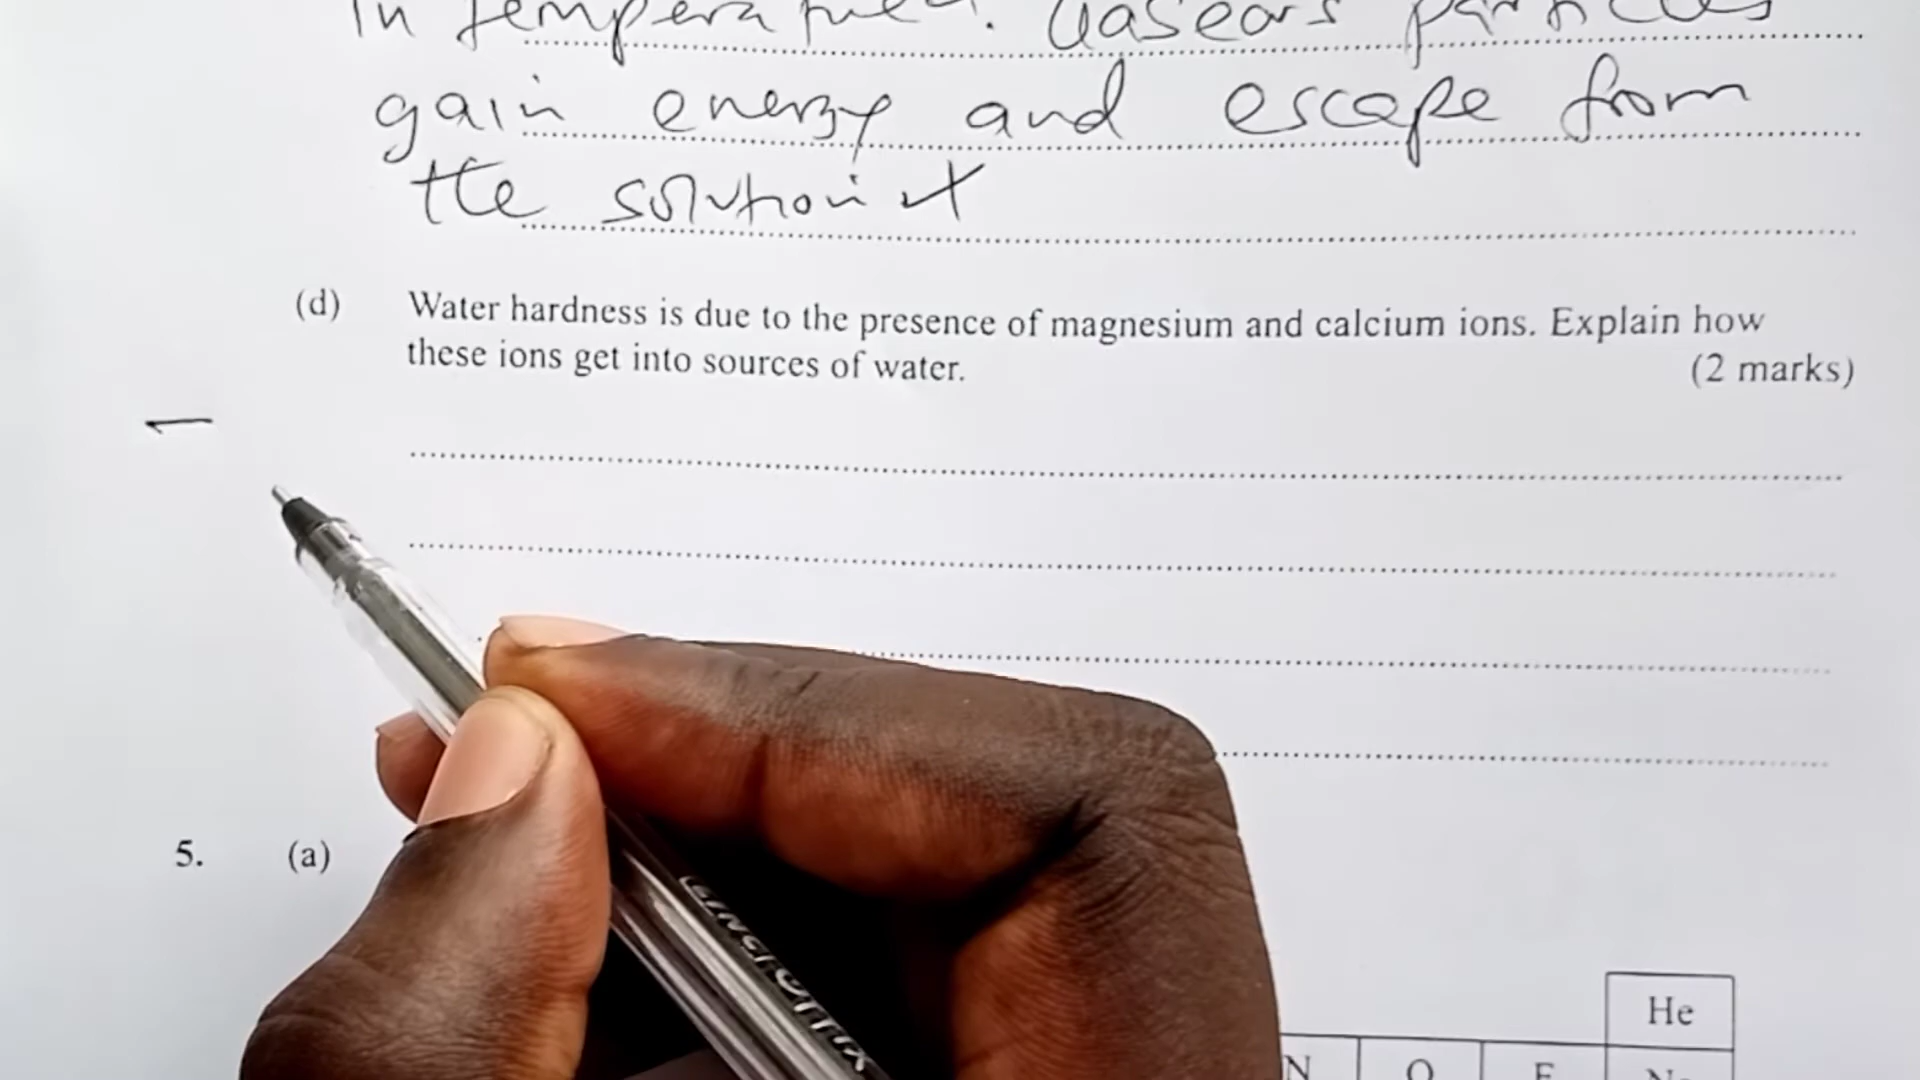 In temperature. Gaseous particles
gain energy and escape from
the solution
(d) Water hardness is due to the presence of magnesium and calcium ions. Explain how
these ions get into sources of water. (2 marks)
5. (a)
He
N O F Ne